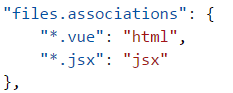 "files.associations": {
"*.vue": "html",
"*.jsx": "jsx"
},